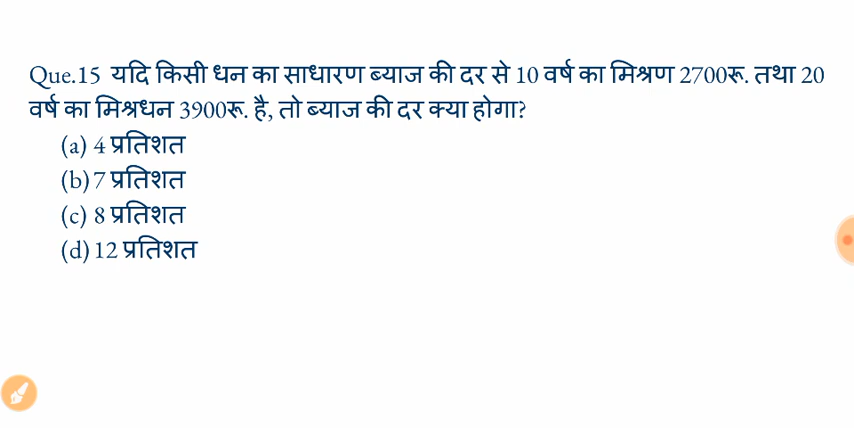 Que.15 यदि किसी धन का साधारण ब्याज की दर से 10 वर्ष का मिश्रण 2700रू. तथा 20
वर्ष का मिश्रधन 3900रू. है, तो ब्याज की दर क्या होगा?
(a) 4 प्रतिशत
(b) 7 प्रतिशत
(c) 8 प्रतिशत
(d) 12 प्रतिशत